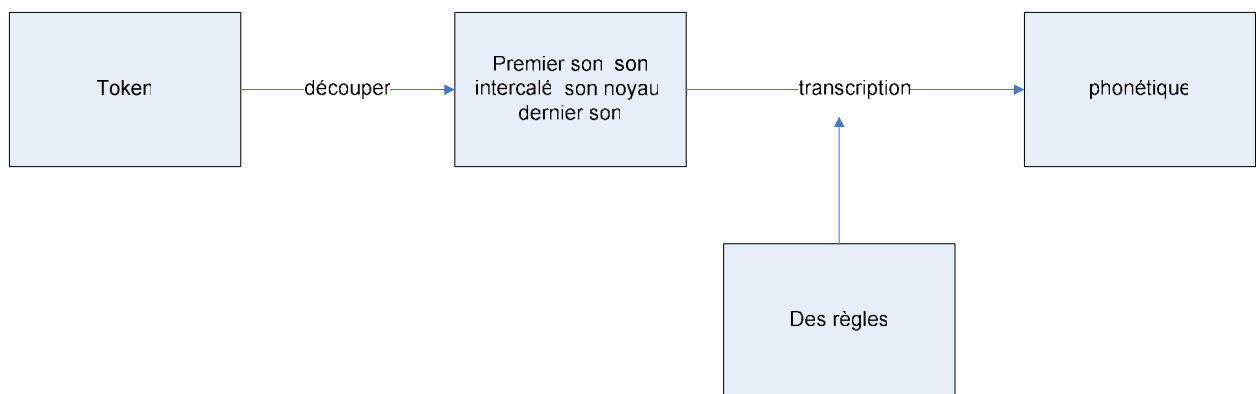 Token
découper
Premier son son
intercalé son noyau
dernier son
transcription
phonétique
Des règles